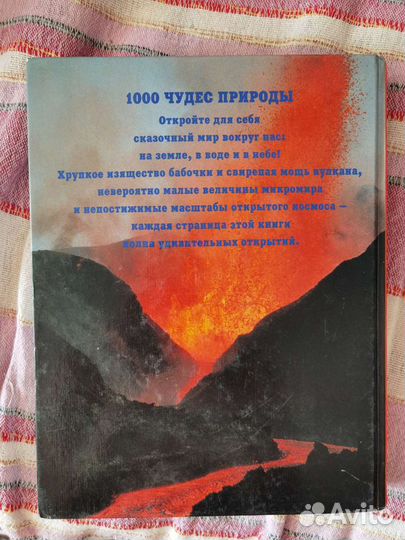 1000 ЧУДЕС ПРИРОДЫ
Откройте для себя
сказочный мир вокруг нас:
на земле, в воде и в небе!
Хрупкое изящество бабочки и свирепая мощь вулкана,
невероятно малые величины микромира
и непостижимые масштабы открытого космоса –
каждая страница этой книги
полна удивительных открытий.
Avito